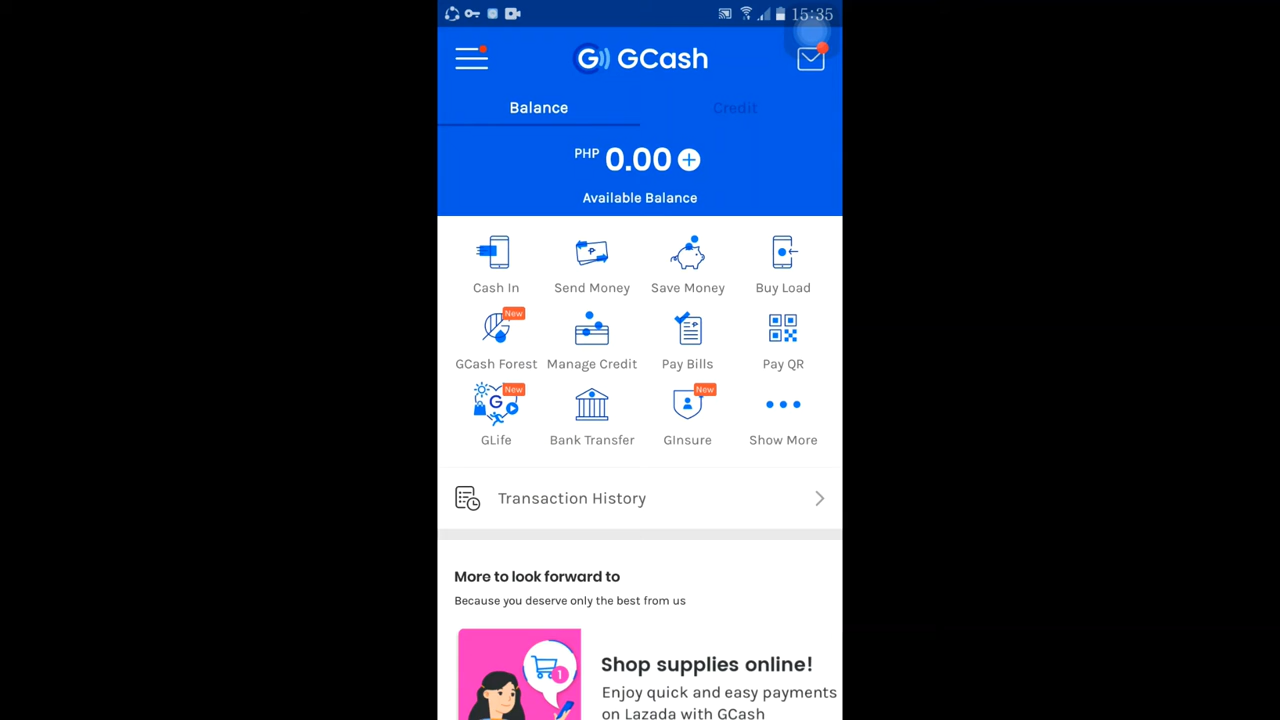 15:35
G GCash
Balance Credit
PHP 0.00
Available Balance
Cash In Send Money Save Money Buy Load
New
GCash Forest Manage Credit Pay Bills Pay QR
New New
G
GLife Bank Transfer GInsure Show More
Transaction History
More to look forward to
Because you deserve only the best from us
1
Shop supplies online!
Enjoy quick and easy payments
on Lazada with GCash